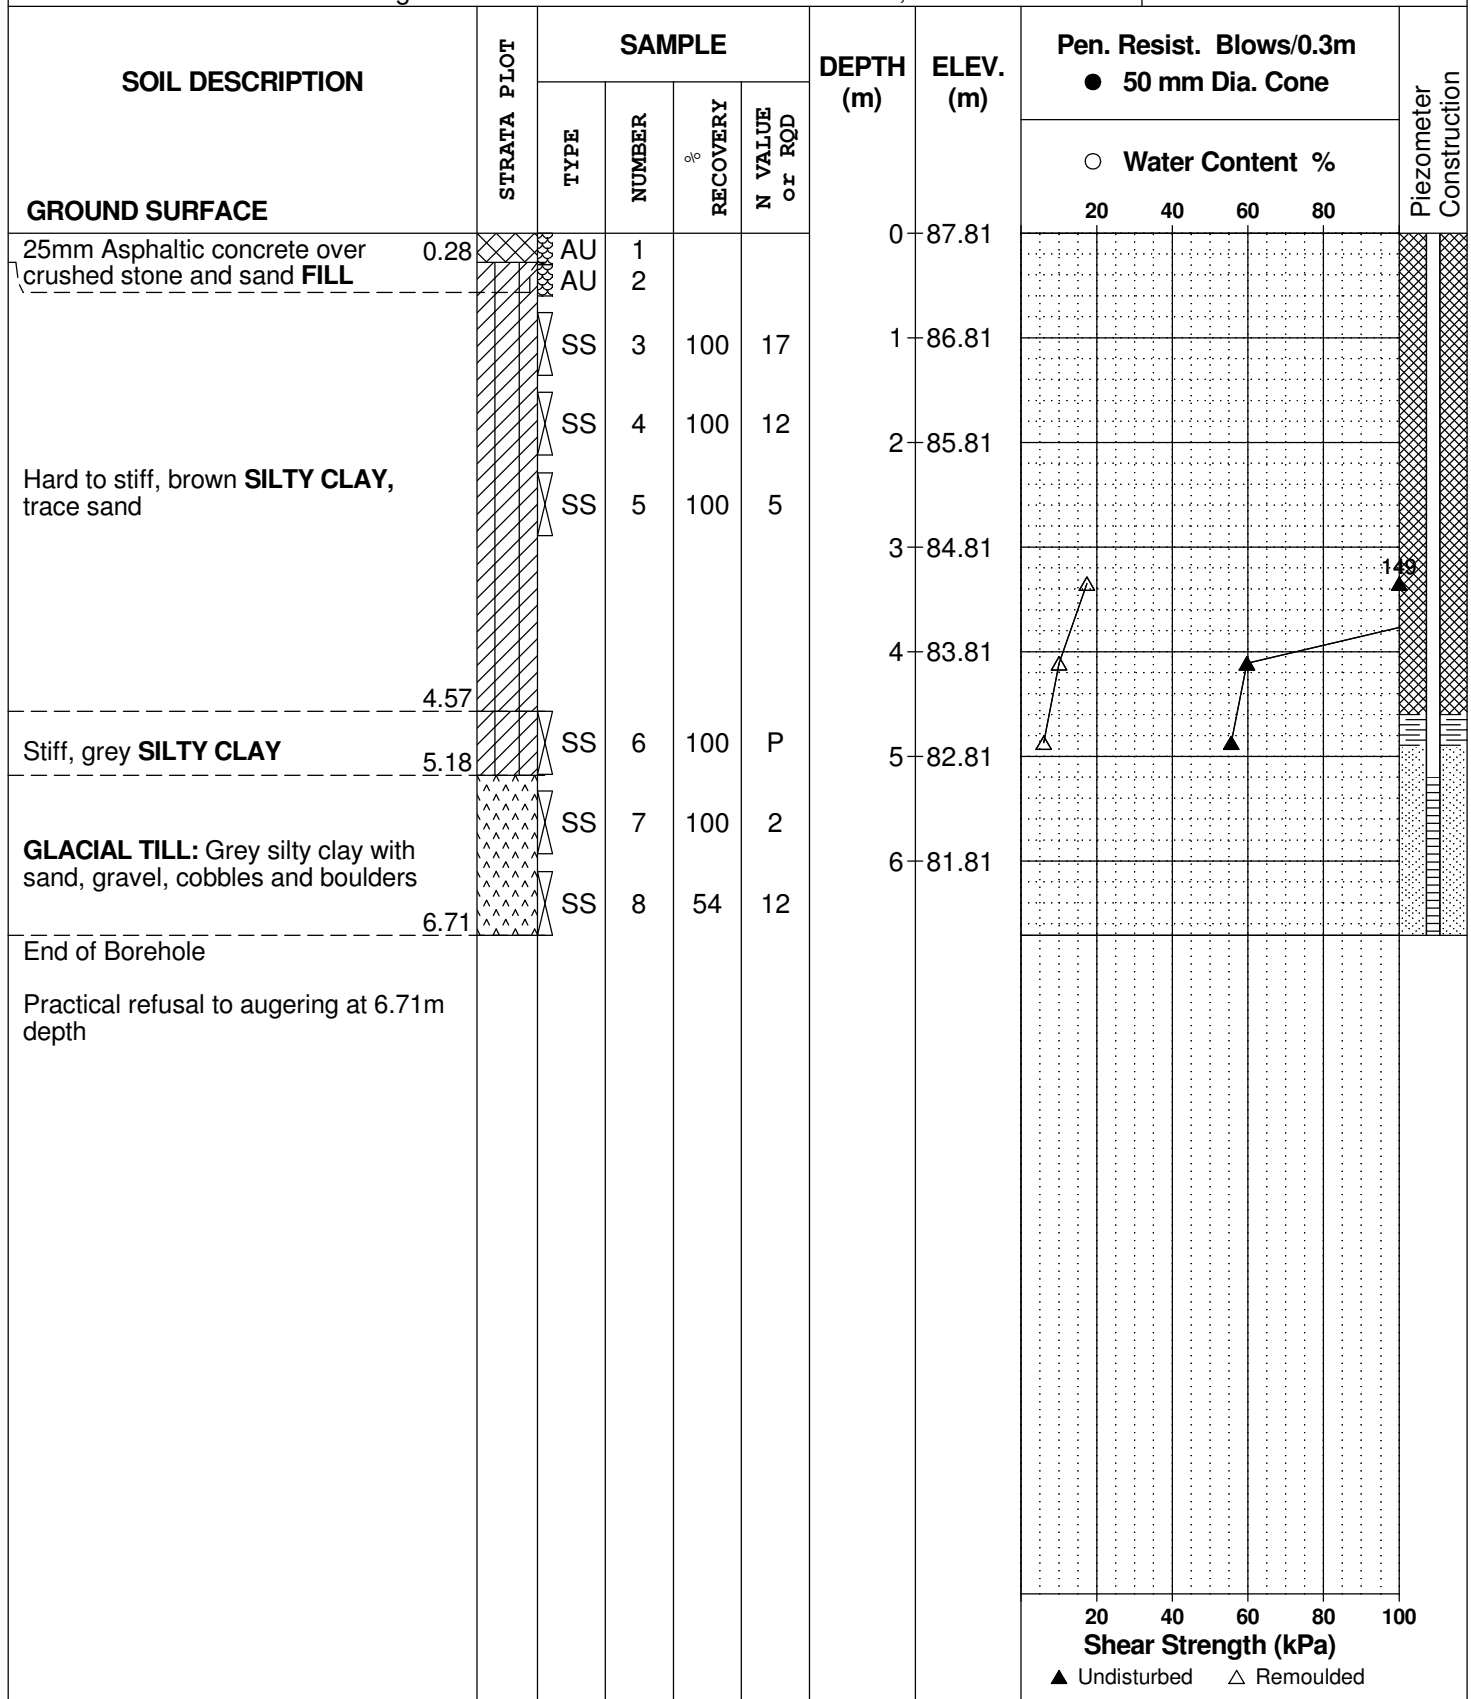 SOIL DESCRIPTION
GROUND SURFACE
STRATA PLOT
SAMPLE
TYPE
NUMBER
%
RECOVERY
N VALUE
or RQD
DEPTH
(m)
ELEV.
(m)
Pen. Resist. Blows/0.3m
● 50 mm Dia. Cone
○ Water Content %
20 40 60 80
Piezometer
Construction
0 87.81
25mm Asphaltic concrete over 0.28 AU 1
crushed stone and sand FILL AU 2
SS 3 100 17 1 86.81
SS 4 100 12
2 85.81
Hard to stiff, brown SILTY CLAY,
trace sand
SS 5 100 5
3 84.81
149
4 83.81
4.57
Stiff, grey SILTY CLAY
5.18
SS 6 100 P
5 82.81
SS 7 100 2
GLACIAL TILL: Grey silty clay with
sand, gravel, cobbles and boulders
6 81.81
6.71
SS 8 54 12
End of Borehole
Practical refusal to augering at 6.71m
depth
20 40 60 80 100
Shear Strength (kPa)
▲ Undisturbed △ Remoulded